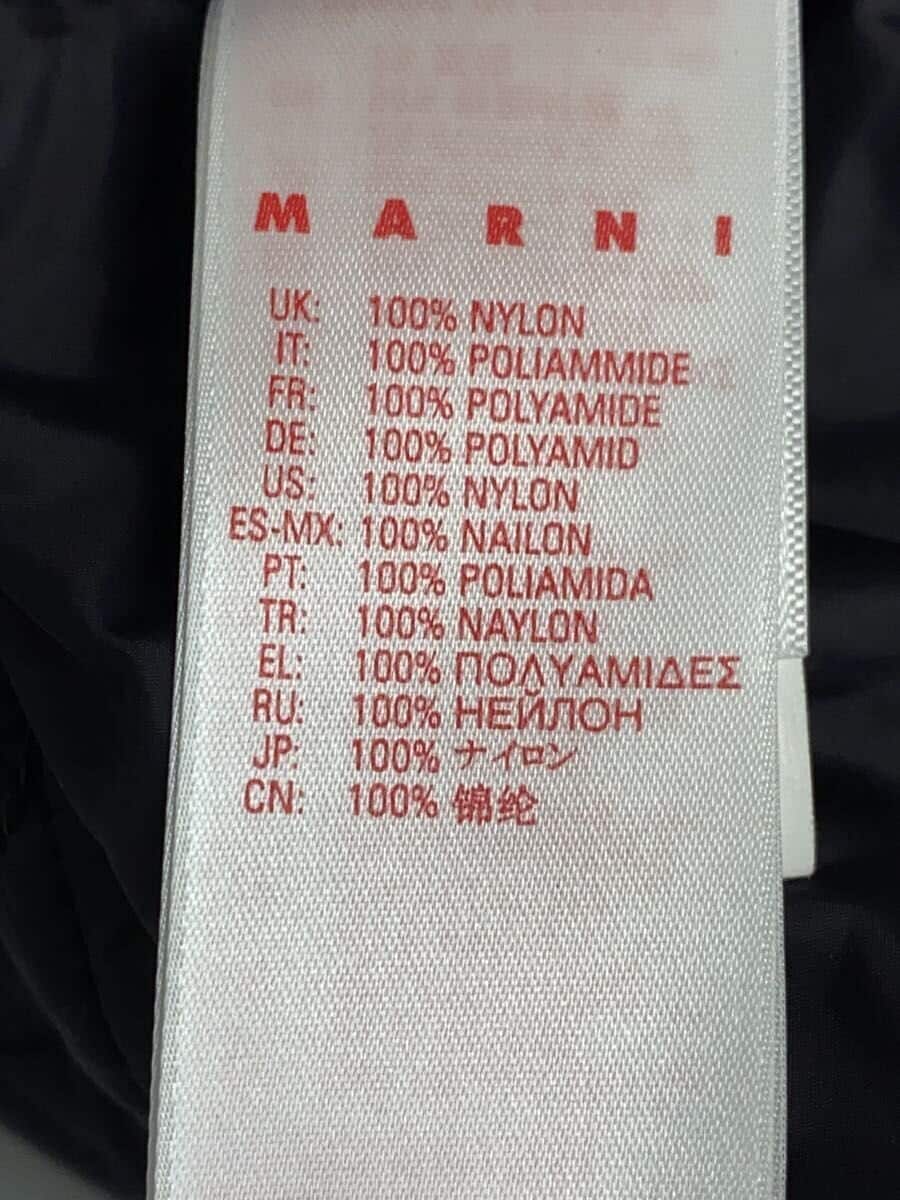 MARNI
UK: 100% NYLON
IT: 100% POLIAMMIDE
FR: 100% POLYAMIDE
DE: 100% POLYAMID
US: 100% NYLON
ES-MX: 100% NAILON
PT: 100% POLIAMIDA
TR: 100% NAYLON
EL: 100% ΠΟΛΥΑΜΙΔΕΣ
RU: 100% НЕЙЛОН
JP: 100% ナイロン
CN: 100% 锦纶